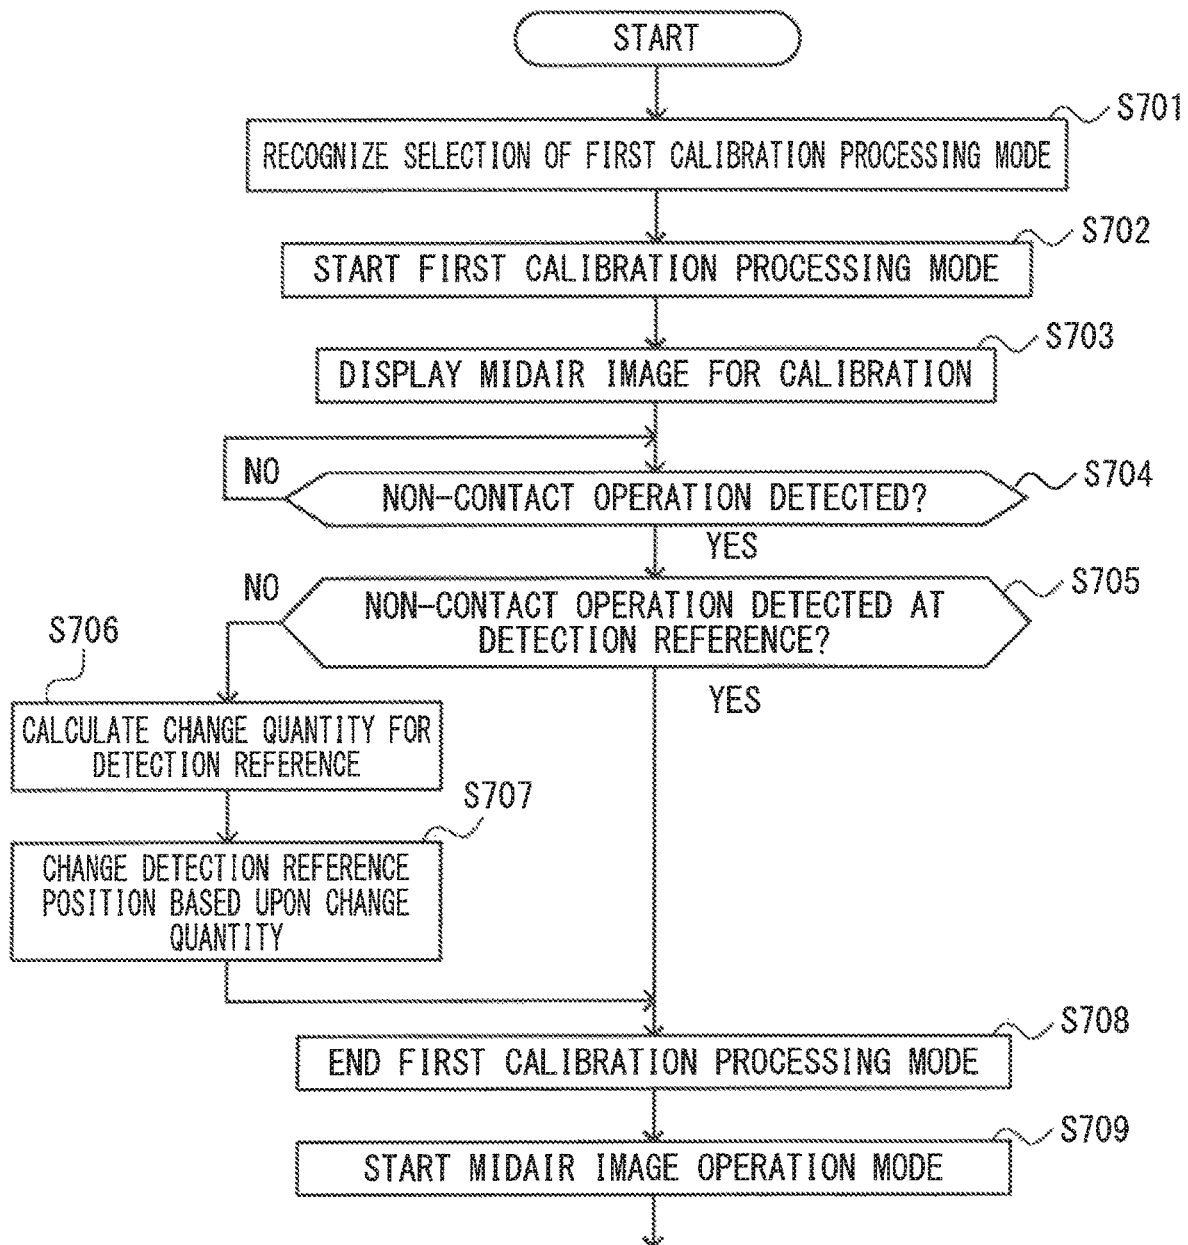 START
S701
RECOGNIZE SELECTION OF FIRST CALIBRATION PROCESSING MODE
S702
START FIRST CALIBRATION PROCESSING MODE
S703
DISPLAY MIDAIR IMAGE FOR CALIBRATION
NO
S704
NON-CONTACT OPERATION DETECTED?
YES
NO
S705
NON-CONTACT OPERATION DETECTED AT
DETECTION REFERENCE?
S706
YES
CALCULATE CHANGE QUANTITY FOR
DETECTION REFERENCE
S707
CHANGE DETECTION REFERENCE
POSITION BASED UPON CHANGE
QUANTITY
S708
END FIRST CALIBRATION PROCESSING MODE
S709
START MIDAIR IMAGE OPERATION MODE